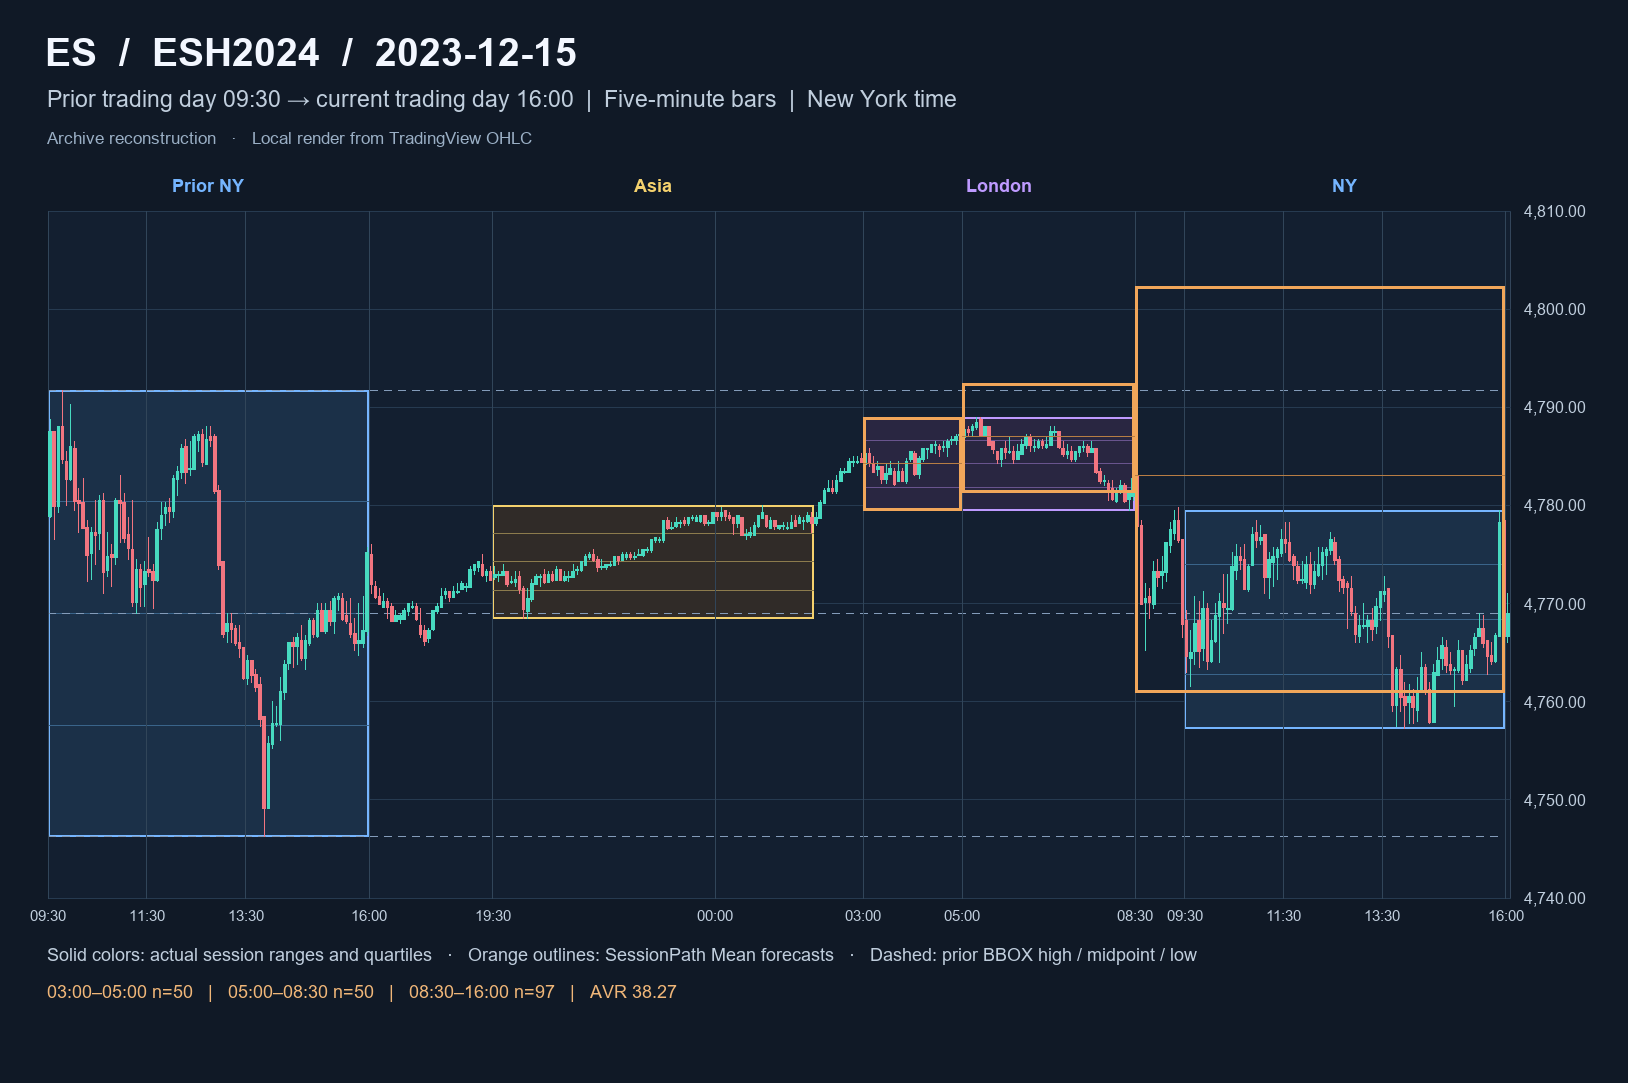 ES / ESH2024 / 2023-12-15
Prior trading day 09:30 → current trading day 16:00 | Five-minute bars | New York time
Archive reconstruction · Local render from TradingView OHLC
Prior NY Asia London NY
4,810.00
4,800.00
4,790.00
4,780.00
4,770.00
4,760.00
4,750.00
4,740.00
09:30 11:30 13:30 16:00 19:30 00:00 03:00 05:00 08:30 09:30 11:30 13:30 16:00
Solid colors: actual session ranges and quartiles · Orange outlines: SessionPath Mean forecasts · Dashed: prior BBOX high / midpoint / low
03:00–05:00 n=50 | 05:00–08:30 n=50 | 08:30–16:00 n=97 | AVR 38.27